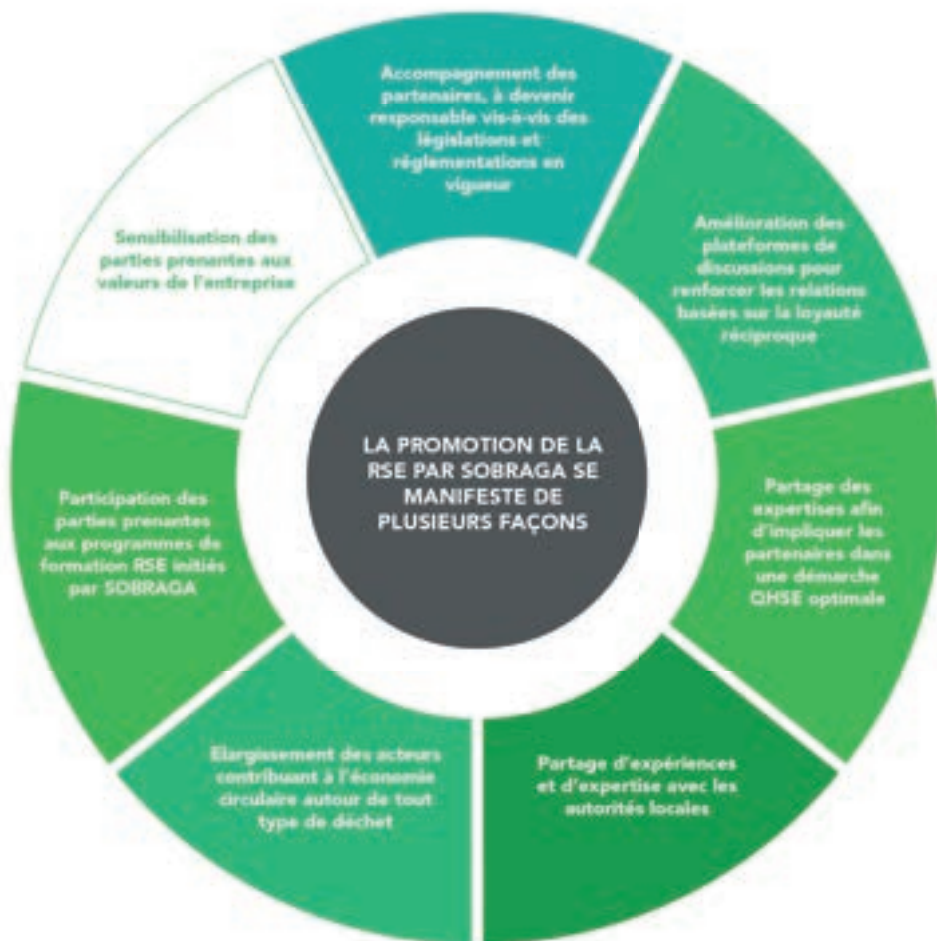 Accompagnement des
partenaires, à devenir
responsable vis-à-vis des
législations et
réglementations en
vigueur
Amélioration des
plateformes de
discussions pour
renforcer les relations
basées sur la loyauté
réciproque
Partage des
expertises afin
d'impliquer les
partenaires dans
une démarche
QHSE optimale
Partage d'expériences
et d'expertise avec les
autorités locales
Elargissement des acteurs
contribuant à l'économie
circulaire autour de tout
type de déchet
Participation des
parties prenantes
aux programmes de
formation RSE initiés
par SOBRAGA
Sensibilisation des
parties prenantes aux
valeurs de l'entreprise
LA PROMOTION DE LA
RSE PAR SOBRAGA SE
MANIFESTE DE
PLUSIEURS FAÇONS